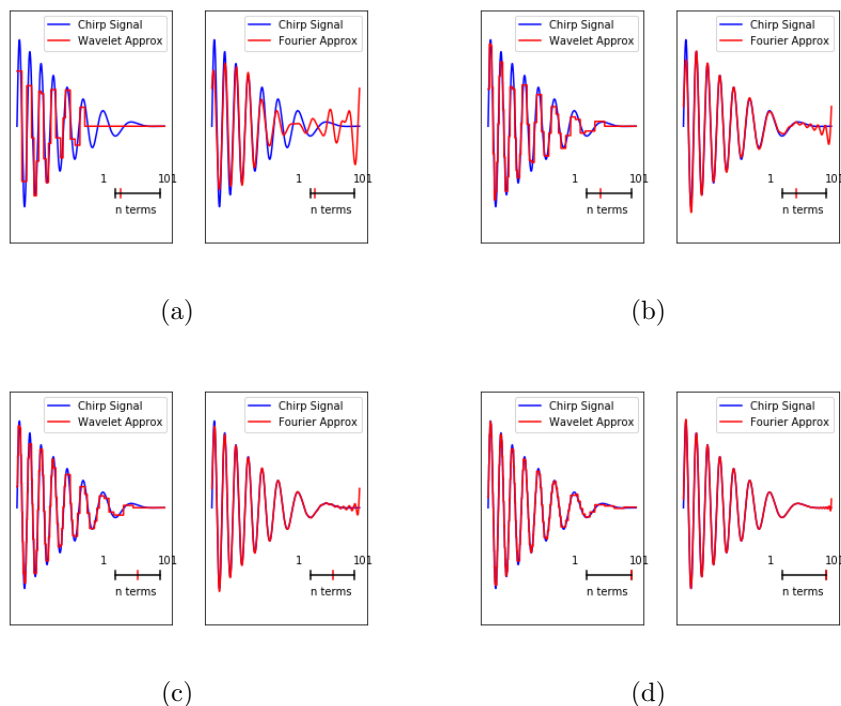 Chirp Signal
Wavelet Approx
1
101
n terms
Chirp Signal
Fourier Approx
1
101
n terms
(a)
Chirp Signal
Wavelet Approx
1
101
n terms
Chirp Signal
Fourier Approx
1
101
n terms
(b)
Chirp Signal
Wavelet Approx
1
101
n terms
Chirp Signal
Fourier Approx
1
101
n terms
(c)
Chirp Signal
Wavelet Approx
1
101
n terms
Chirp Signal
Fourier Approx
1
101
n terms
(d)